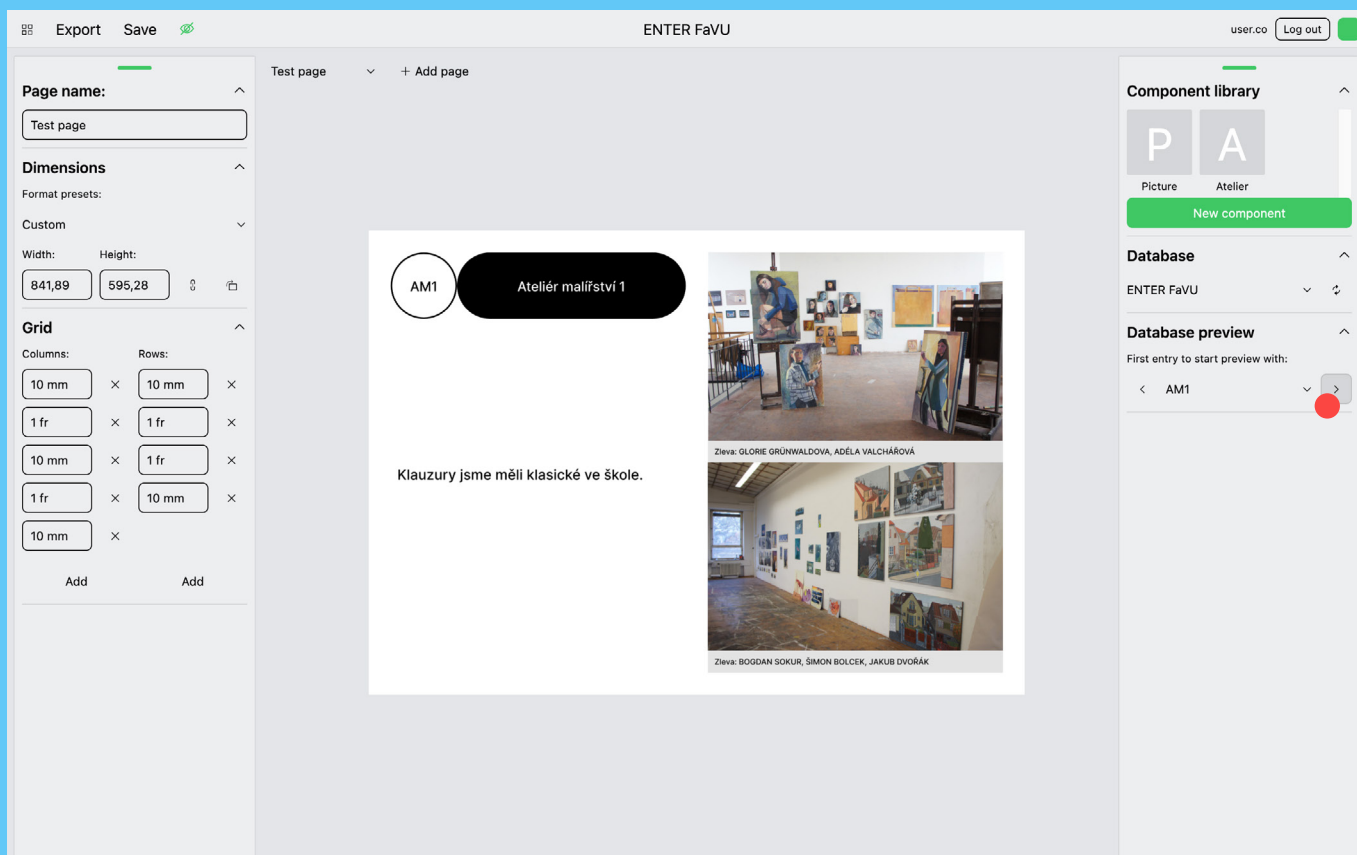 Export Save ENTER FaVU user.co Log out
Test page + Add page
Page name:
Test page
Dimensions
Format presets:
Custom
Width: Height:
841,89 595,28
Grid
Columns: Rows:
10 mm × 10 mm ×
1 fr × 1 fr ×
10 mm × 1 fr ×
1 fr × 10 mm ×
10 mm ×
Add Add
AM1 Ateliér malířství 1
Klauzury jsme měli klasické ve škole.
Zleva: GLORIE GRÜNWALDOVA, ADÉLA VALCHÁŘOVÁ
Zleva: BOGDAN SOKUR, ŠIMON BOLCEK, JAKUB DVOŘÁK
Component library
P A
Picture Atelier
New component
Database
ENTER FaVU
Database preview
First entry to start preview with:
< AM1 >